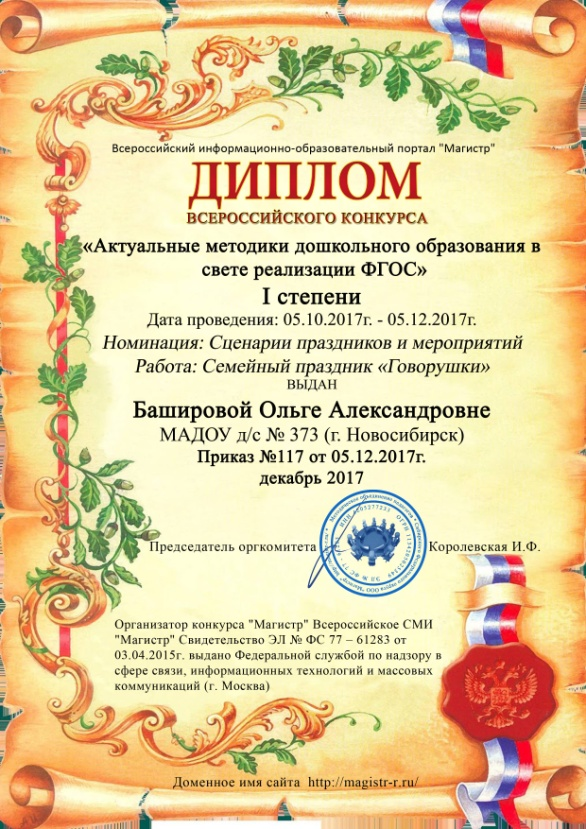 Всероссийский информационно-образовательный портал "Магистр"
ДИПЛОМ
ВСЕРОССИЙСКОГО КОНКУРСА
«Актуальные методики дошкольного образования в
свете реализации ФГОС»
I степени
Дата проведения: 05.10.2017г. - 05.12.2017г.
Номинация: Сценарии праздников и мероприятий
Работа: Семейный праздник «Говорушки»
ВЫДАН
Башировой Ольге Александровне
МАДОУ д/с № 373 (г. Новосибирск)
Приказ №117 от 05.12.2017г.
декабрь 2017
Председатель оргкомитета
Королевская И.Ф.
Организатор конкурса "Магистр" Всероссийское СМИ
"Магистр" Свидетельство ЭЛ № ФС 77 – 61283 от
03.04.2015г. выдано Федеральной службой по надзору в
сфере связи, информационных технологий и массовых
коммуникаций (г. Москва)
Доменное имя сайта http://magistr-r.ru/